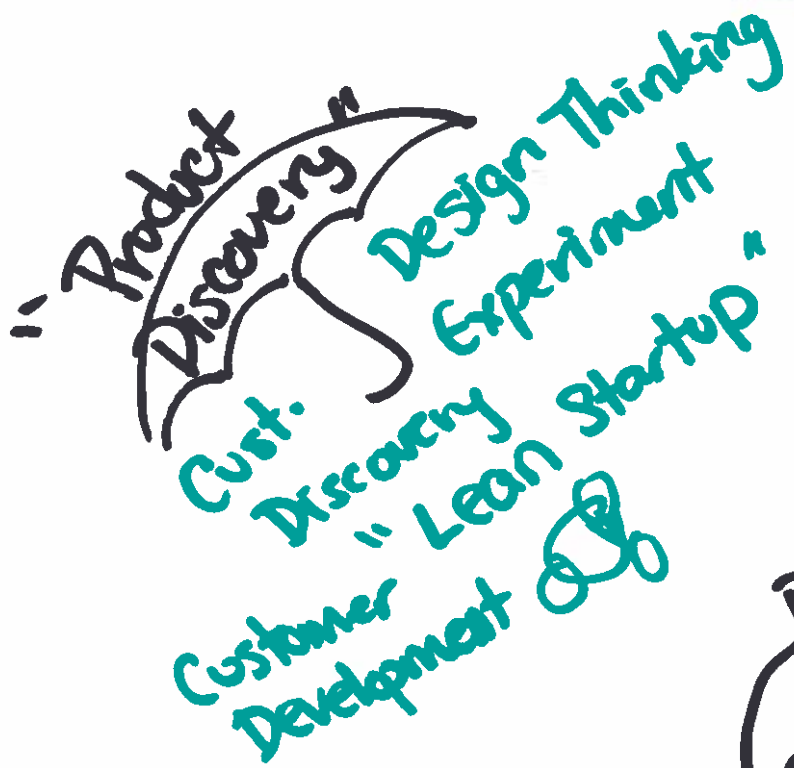 "Product
Discovery"
Design Thinking
Experiment
Cust.
Discovery
"Lean Startup"
Customer
Development